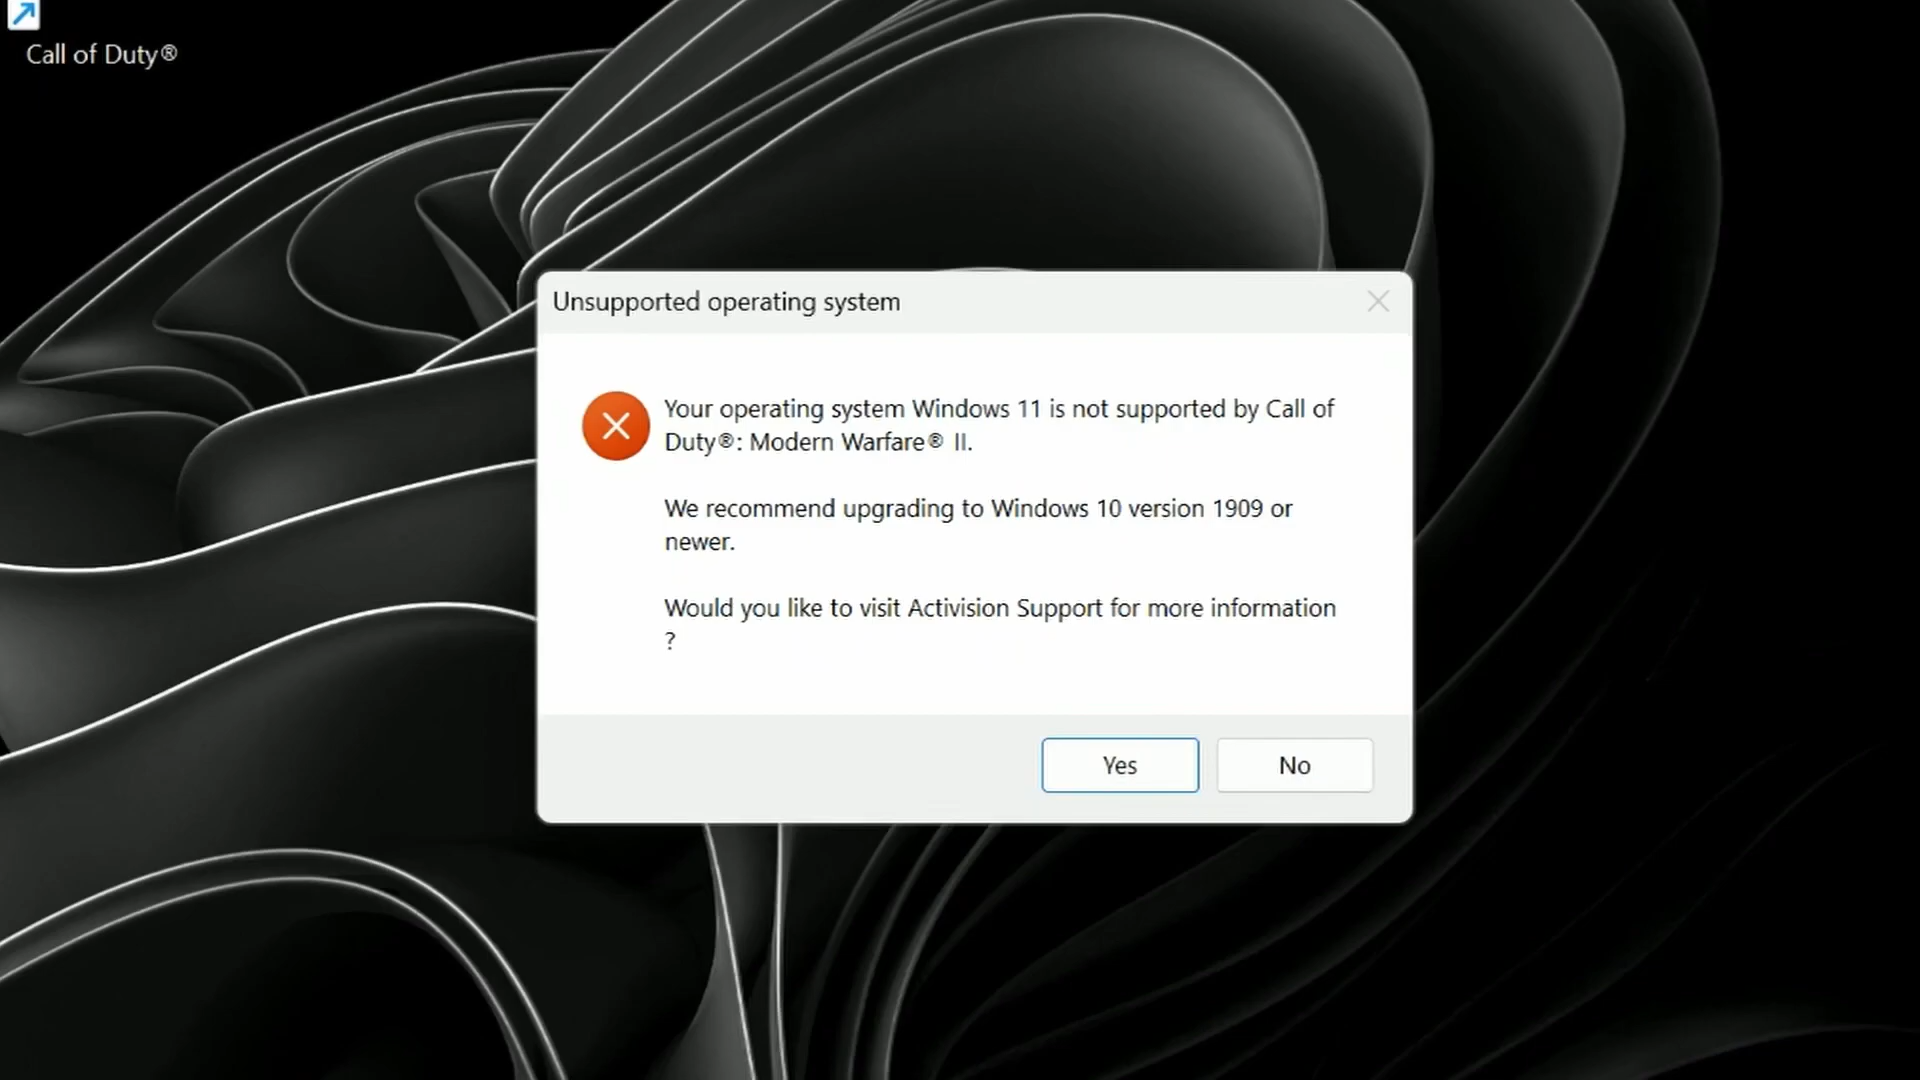 Call of Duty®
Unsupported operating system
Your operating system Windows 11 is not supported by Call of
Duty®: Modern Warfare® II.
We recommend upgrading to Windows 10 version 1909 or
newer.
Would you like to visit Activision Support for more information
?
Yes
No